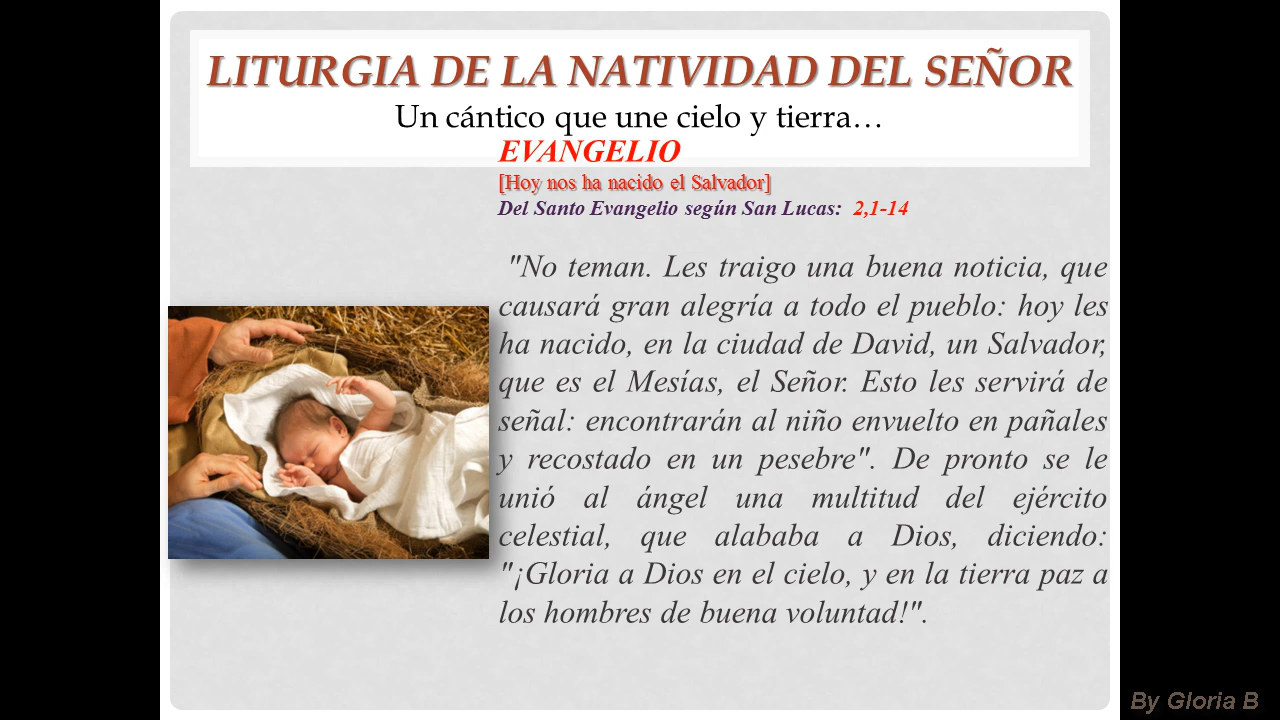 LITURGIA DE LA NATIVIDAD DEL SEÑOR
Un cántico que une cielo y tierra…
EVANGELIO
[Hoy nos ha nacido el Salvador]
Del Santo Evangelio según San Lucas: 2,1-14
"No teman. Les traigo una buena noticia, que
causará gran alegría a todo el pueblo: hoy les
ha nacido, en la ciudad de David, un Salvador,
que es el Mesías, el Señor. Esto les servirá de
señal: encontrarán al niño envuelto en pañales
y recostado en un pesebre". De pronto se le
unió al ángel una multitud del ejército
celestial, que alababa a Dios, diciendo:
"¡Gloria a Dios en el cielo, y en la tierra paz a
los hombres de buena voluntad!".
By Gloria B